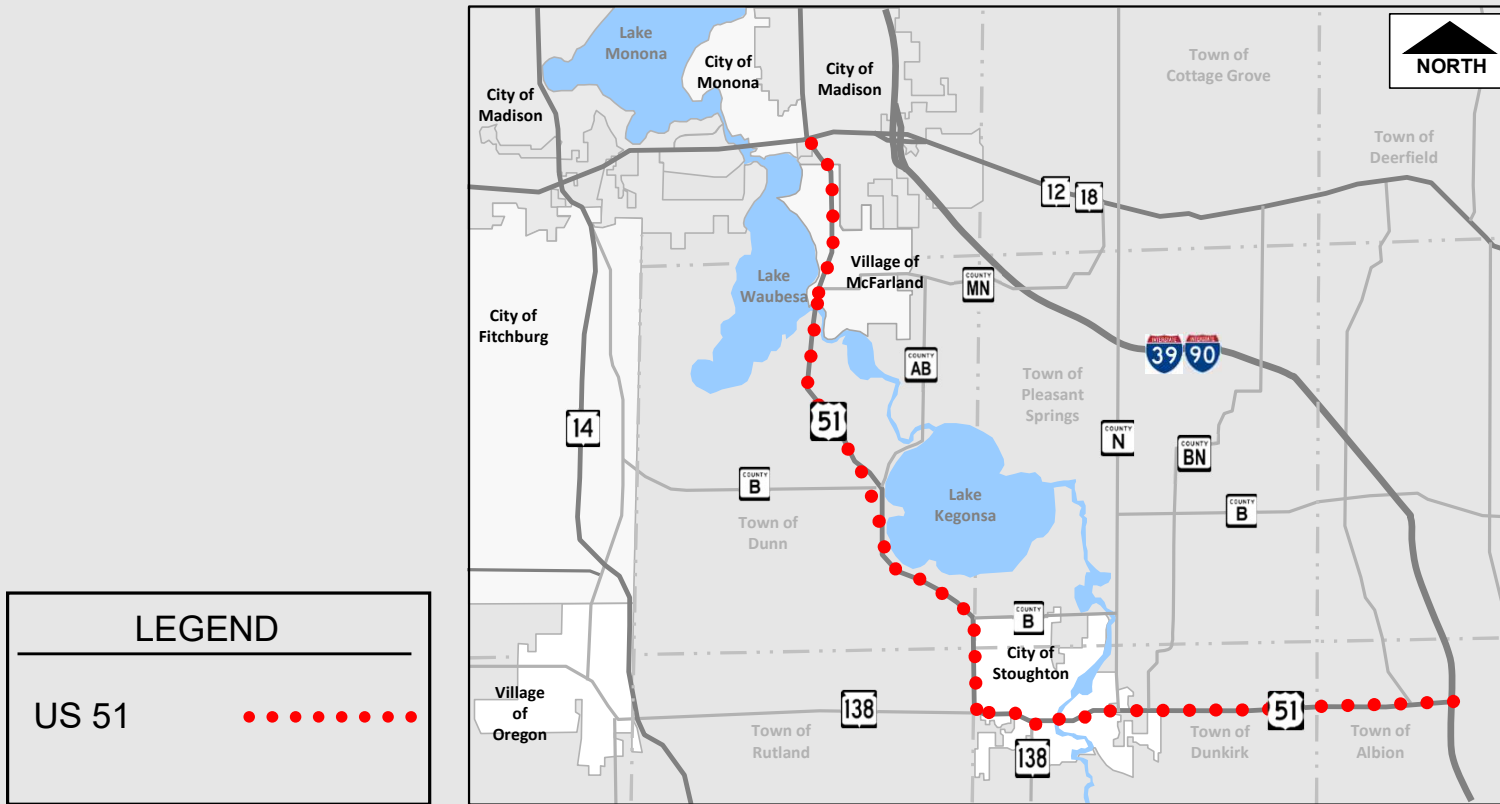 Lake
Monona
City of
Monona
City of
Madison
City of
Madison
Town of
Cottage Grove
NORTH
Town of
Deerfield
12
18
Village of
McFarland
Lake
Waubesa
COUNTY
MN
City of
Fitchburg
INTERSTATE
39
INTERSTATE
90
COUNTY
AB
Town of
Pleasant
Springs
14
51
COUNTY
N
COUNTY
BN
COUNTY
B
Lake
Kegonsa
COUNTY
B
Town of
Dunn
COUNTY
B
City of
Stoughton
Village
of
Oregon
138
Town of
Rutland
138
51
Town of
Dunkirk
Town of
Albion
LEGEND
US 51